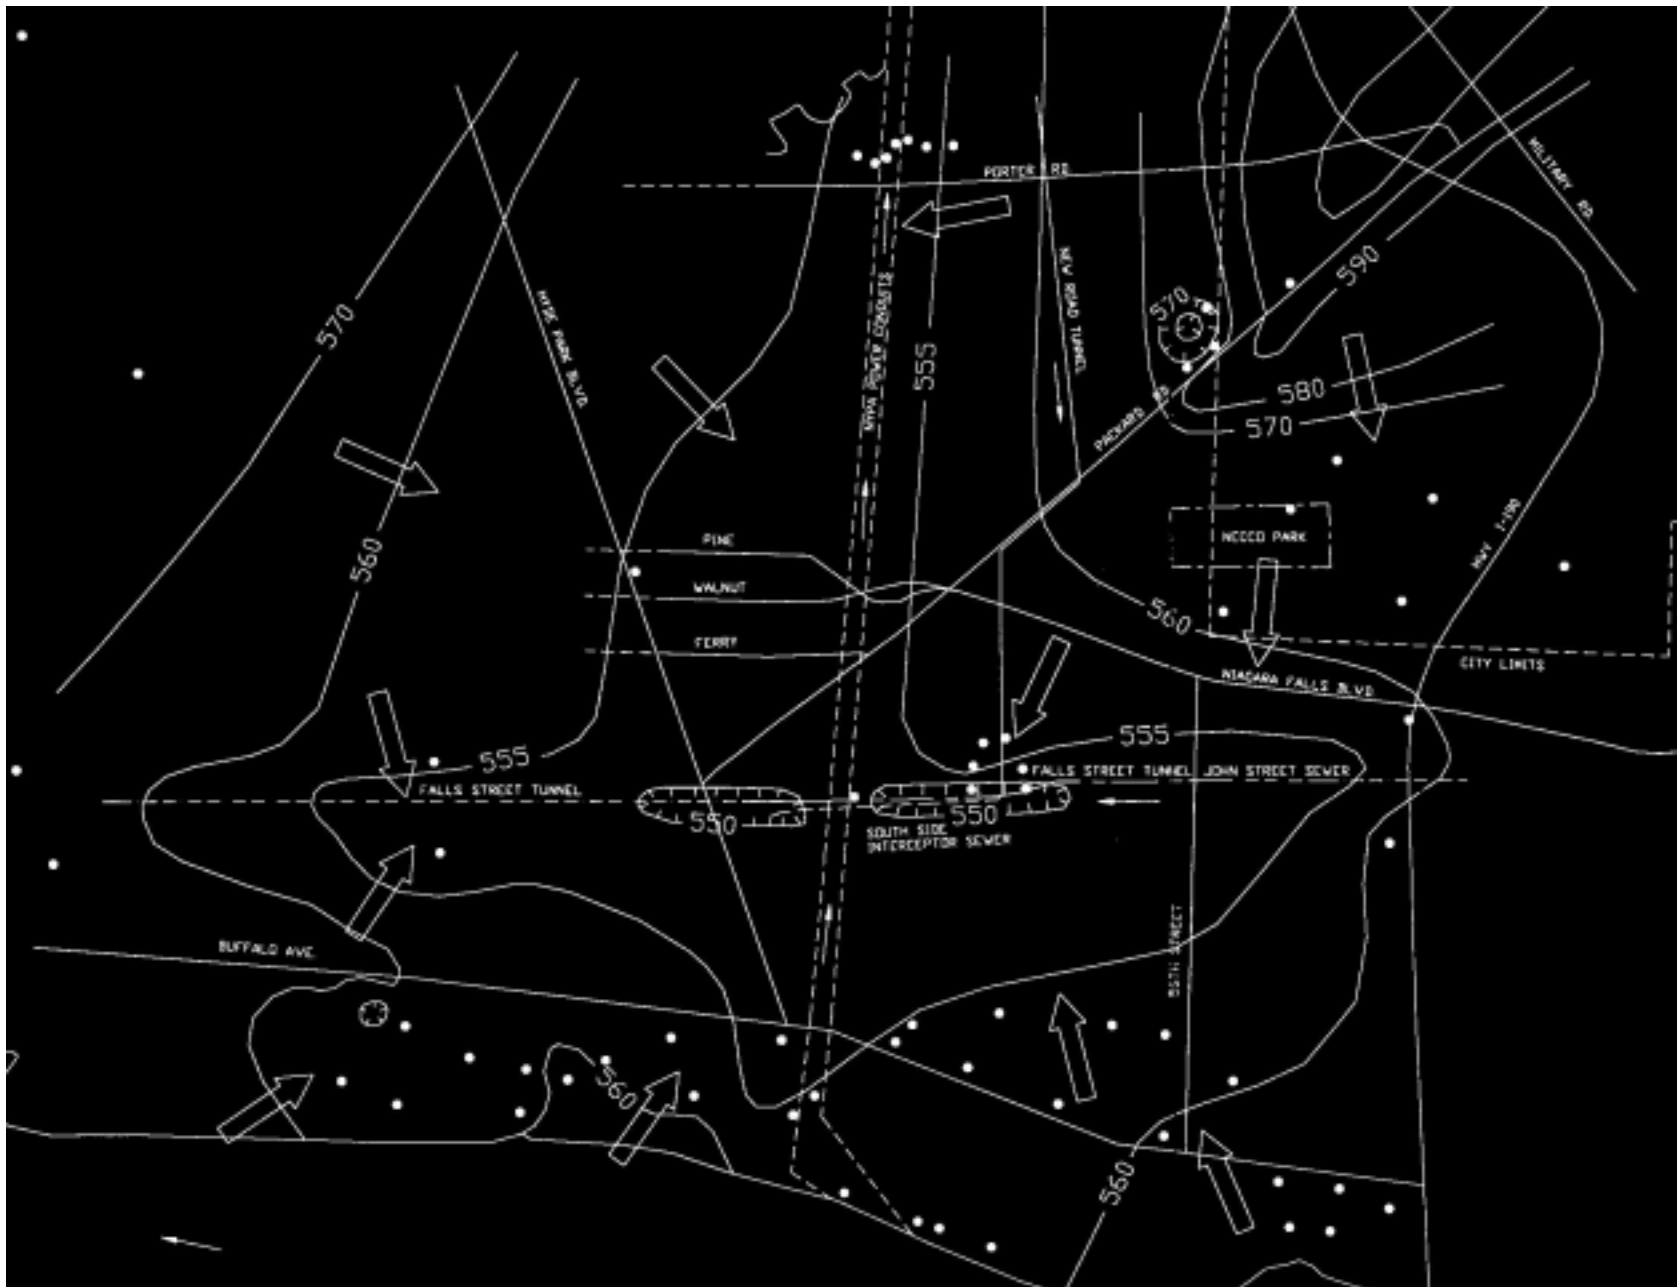 PORTER RD
MILITARY RD.
590
570
570
HYDE PARK BLVD.
NYPA POWER CONDUITS
NEW ROAD TUNNEL
555
580
570
PACKARD RD
HWY I-190
PINE
NECCO PARK
560
WALNUT
560
FERRY
CITY LIMITS
NIAGARA FALLS BLVD
555
555
FALLS STREET TUNNEL
FALLS STREET TUNNEL JOHN STREET SEWER
550
550
SOUTH SIDE
INTERCEPTOR SEWER
BUFFALO AVE.
55TH STREET
560
560